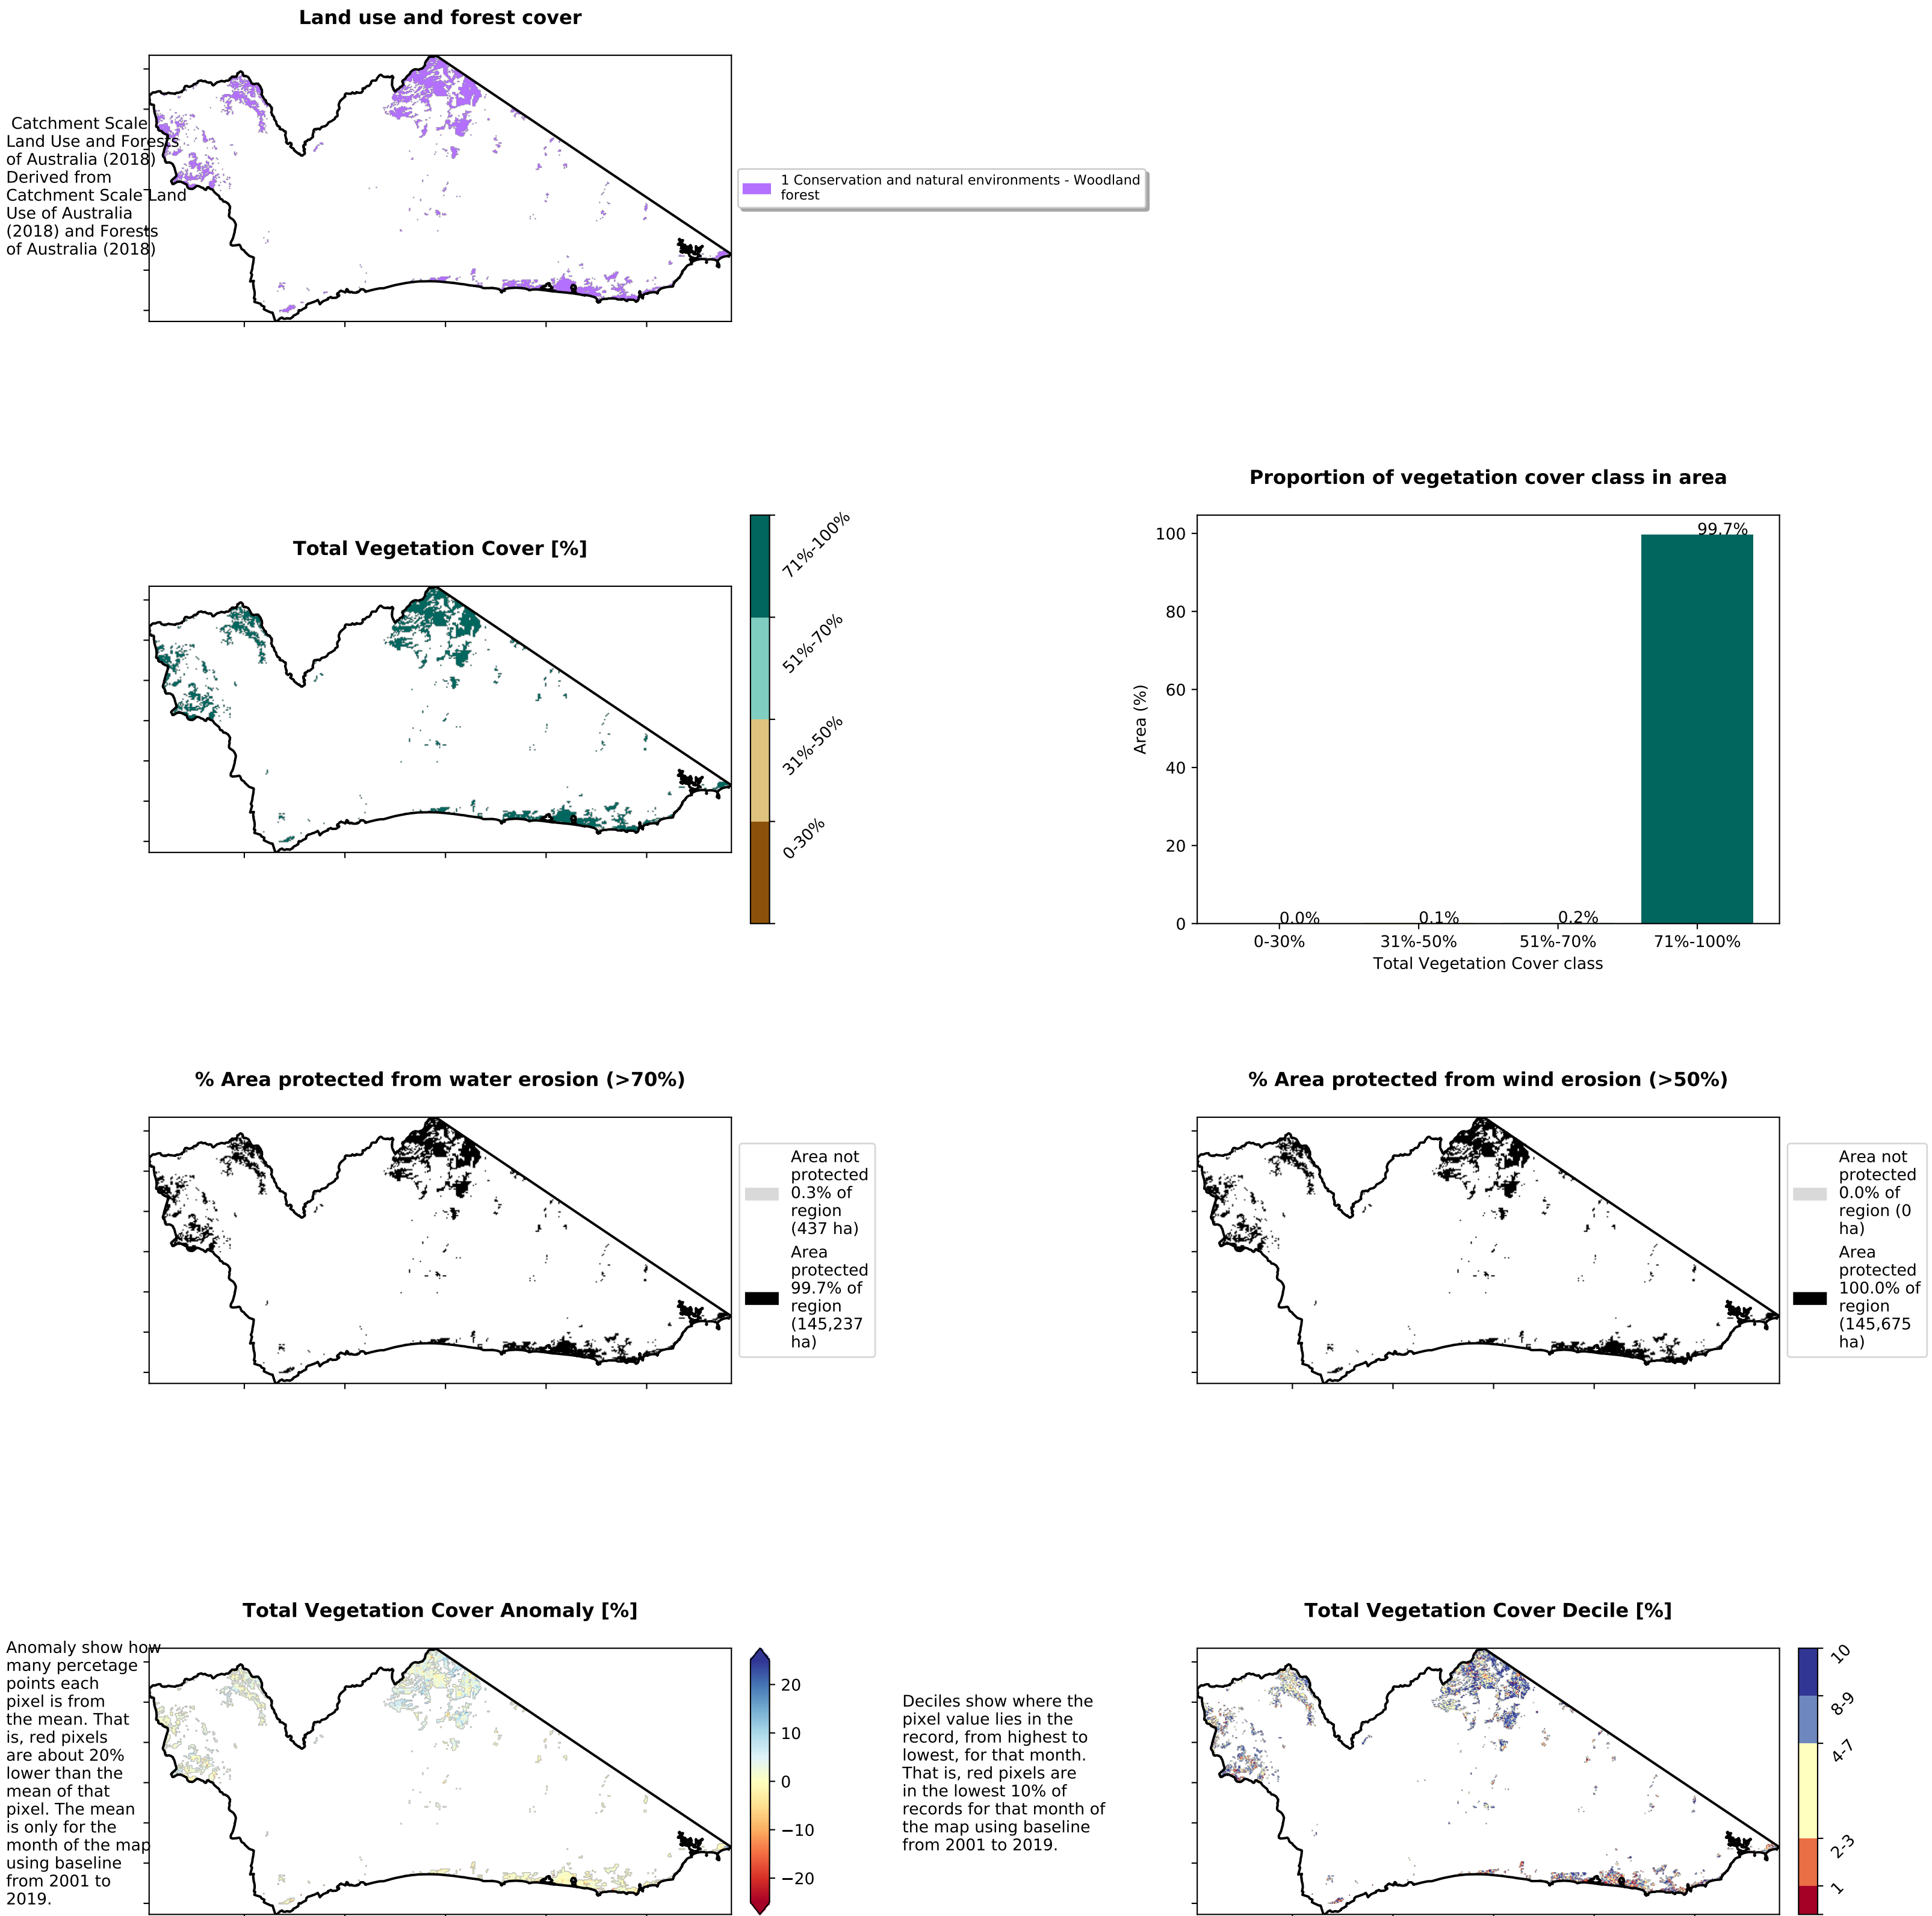 Land use and forest cover
Catchment Scale
Land Use and Forests
of Australia (2018)
Derived from
Catchment Scale Land
Use of Australia
(2018) and Forests
of Australia (2018)
1 Conservation and natural environments - Woodland
forest
Total Vegetation Cover [%]
71%-100%
51%-70%
31%-50%
0-30%
Proportion of vegetation cover class in area
100
80
60
40
20
0
Area (%)
0.0%
0.1%
0.2%
99.7%
0-30%
31%-50%
51%-70%
71%-100%
Total Vegetation Cover class
% Area protected from water erosion (>70%)
Area not
protected
0.3% of
region
(437 ha)
Area
protected
99.7% of
region
(145,237
ha)
% Area protected from wind erosion (>50%)
Area not
protected
0.0% of
region (0
ha)
Area
protected
100.0% of
region
(145,675
ha)
Total Vegetation Cover Anomaly [%]
Anomaly show how
many percetage
points each
pixel is from
the mean. That
is, red pixels
are about 20%
lower than the
mean of that
pixel. The mean
is only for the
month of the map
using baseline
from 2001 to
2019.
20
10
0
−10
−20
Total Vegetation Cover Decile [%]
Deciles show where the
pixel value lies in the
record, from highest to
lowest, for that month.
That is, red pixels are
in the lowest 10% of
records for that month of
the map using baseline
from 2001 to 2019.
10
8-9
4-7
2-3
1